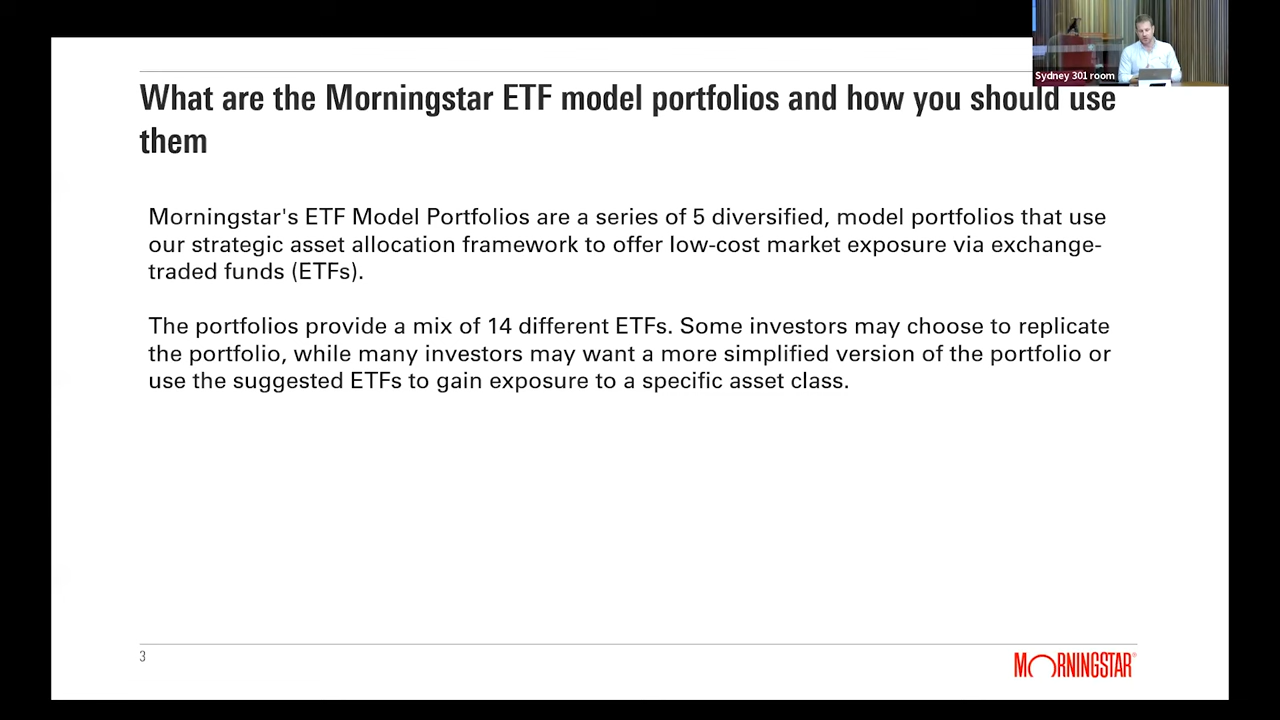 Sydney 301 room
What are the Morningstar ETF model portfolios and how you should use
them
Morningstar's ETF Model Portfolios are a series of 5 diversified, model portfolios that use
our strategic asset allocation framework to offer low-cost market exposure via exchange-
traded funds (ETFs).
The portfolios provide a mix of 14 different ETFs. Some investors may choose to replicate
the portfolio, while many investors may want a more simplified version of the portfolio or
use the suggested ETFs to gain exposure to a specific asset class.
3
MORNINGSTAR®